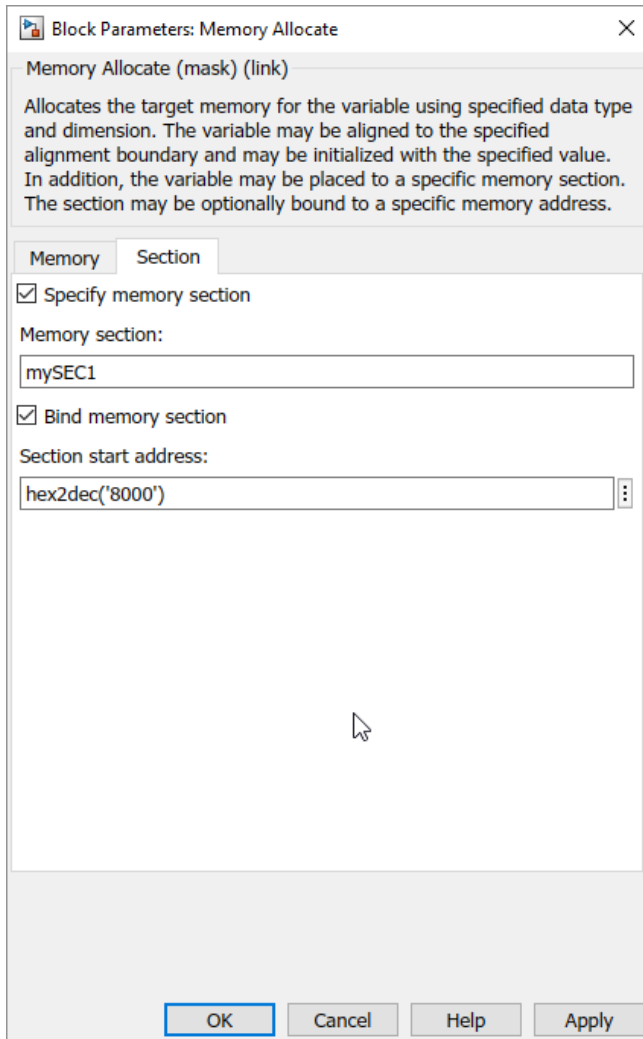 Block Parameters: Memory Allocate
Memory Allocate (mask) (link)
Allocates the target memory for the variable using specified data type
and dimension. The variable may be aligned to the specified
alignment boundary and may be initialized with the specified value.
In addition, the variable may be placed to a specific memory section.
The section may be optionally bound to a specific memory address.
Memory Section
Specify memory section
Memory section:
mySEC1
Bind memory section
Section start address:
hex2dec('8000')
OK Cancel Help Apply